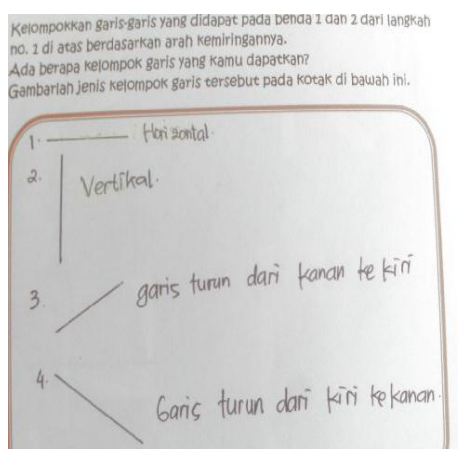 Kelompokkan garis-garis yang didapat pada benda 1 dan 2 dari langkah
no. 1 di atas berdasarkan arah kemiringannya.
Ada berapa kelompok garis yang kamu dapatkan?
Gambarlah jenis kelompok garis tersebut pada kotak di bawah ini.
1. Horizontal.
2. Vertikal.
3. garis turun dari kanan ke kiri
4. Garis turun dari kiri ke kanan.